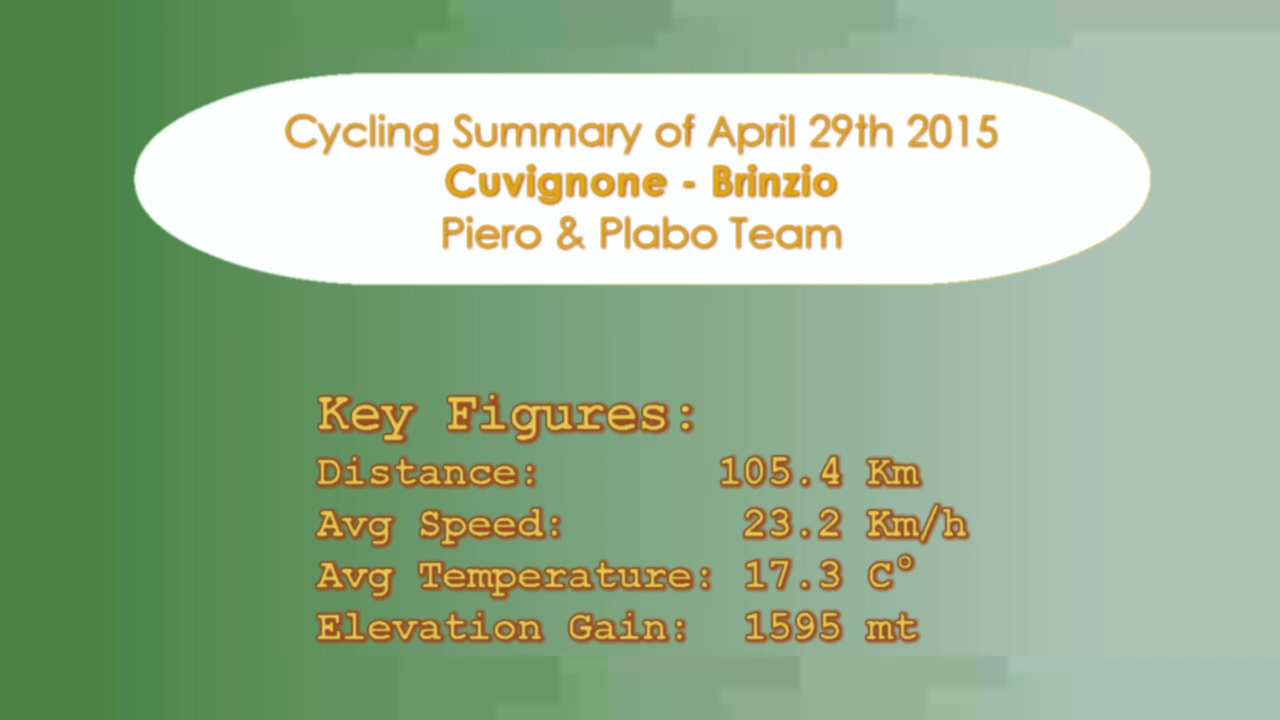 Cycling Summary of April 29th 2015
Cuvignone - Brinzio
Piero & Plabo Team
Key Figures:
Distance: 105.4 Km
Avg Speed: 23.2 Km/h
Avg Temperature: 17.3 C°
Elevation Gain: 1595 mt